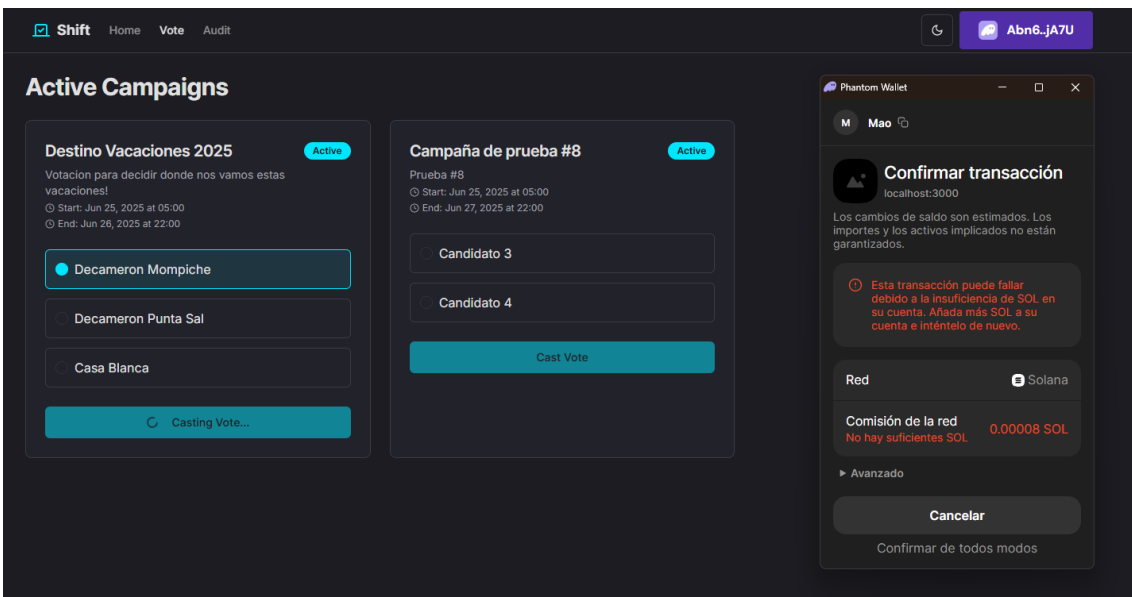 Shift
Home
Vote
Audit
Abn6..jA7U
Active Campaigns
Destino Vacaciones 2025
Active
Votacion para decidir donde nos vamos estas
vacaciones!
Start: Jun 25, 2025 at 05:00
End: Jun 26, 2025 at 22:00
Decameron Mompiche
Decameron Punta Sal
Casa Blanca
Casting Vote...
Campaña de prueba #8
Active
Prueba #8
Start: Jun 25, 2025 at 05:00
End: Jun 27, 2025 at 22:00
Candidato 3
Candidato 4
Cast Vote
Phantom Wallet
M
Mao
Confirmar transacción
localhost:3000
Los cambios de saldo son estimados. Los
importes y los activos implicados no están
garantizados.
Esta transacción puede fallar
debido a la insuficiencia de SOL en
su cuenta. Añada más SOL a su
cuenta e inténtelo de nuevo.
Red
Solana
Comisión de la red
No hay suficientes SOL
0.00008 SOL
Avanzado
Cancelar
Confirmar de todos modos